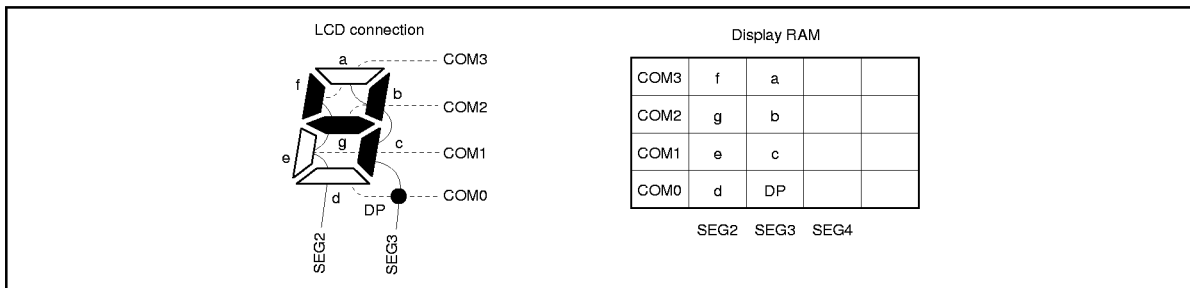 LCD connection
a
f
b
g
e
c
d
DP
COM3
COM2
COM1
COM0
SEG2
SEG3
Display RAM
COM3 f a
COM2 g b
COM1 e c
COM0 d DP
SEG2 SEG3 SEG4